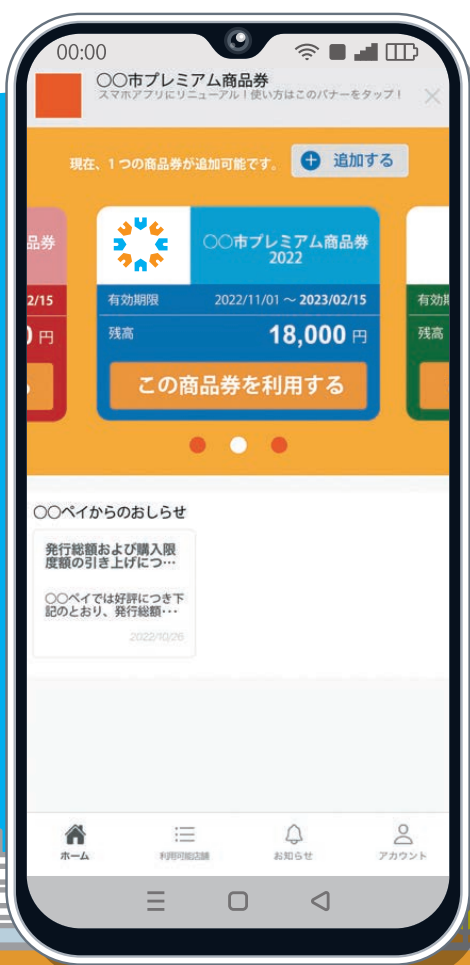 00:00
〇〇市プレミアム商品券
スマホアプリにリニューアル！使い方はこのバナーをタップ！
現在、1つの商品券が追加可能です。
追加する
品券
〇〇市プレミアム商品券
2022
2/15
有効期限 2022/11/01 ～ 2023/02/15
有効期
円
残高 18,000 円
残高
この商品券を利用する
〇〇ペイからのおしらせ
発行総額および購入限
度額の引き上げにつ…
〇〇ペイでは好評につき下
記のとおり、発行総額・・・
2022/10/26
ホーム
利用可能店舗
お知らせ
アカウント